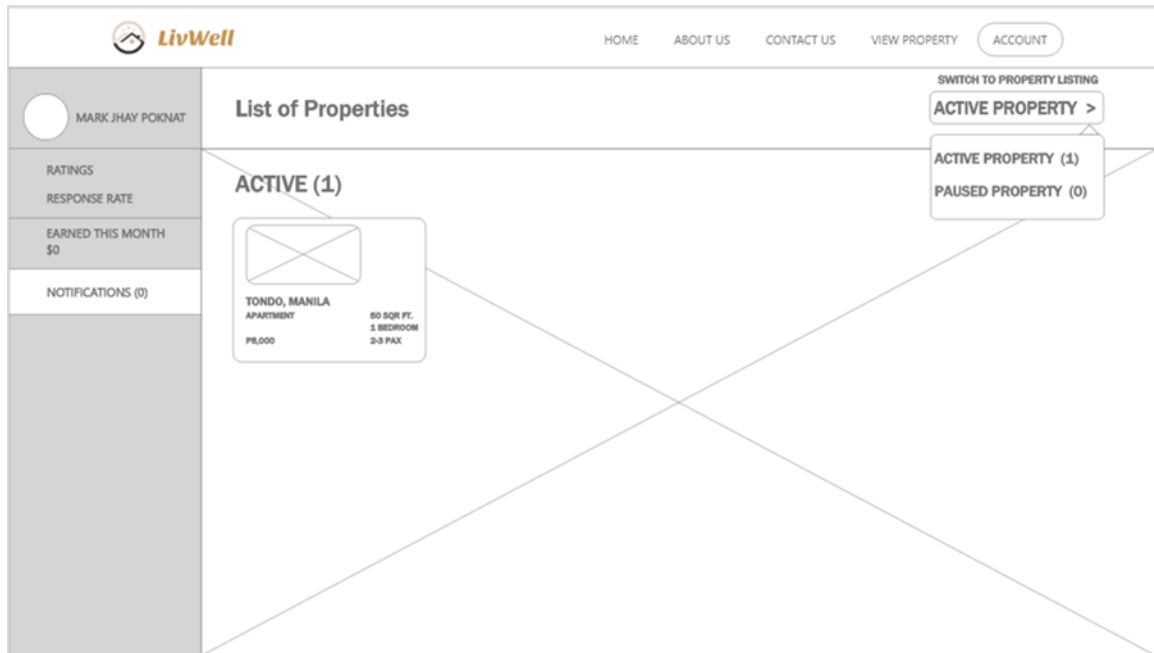 LivWell
HOME ABOUT US CONTACT US VIEW PROPERTY ACCOUNT
MARK JHAY POKNAT
RATINGS
RESPONSE RATE
EARNED THIS MONTH
$0
NOTIFICATIONS (0)
List of Properties
SWITCH TO PROPERTY LISTING
ACTIVE PROPERTY >
ACTIVE PROPERTY (1)
PAUSED PROPERTY (0)
ACTIVE (1)
TONDO, MANILA
APARTMENT 50 SQR FT.
1 BEDROOM
P8,000 2-3 PAX